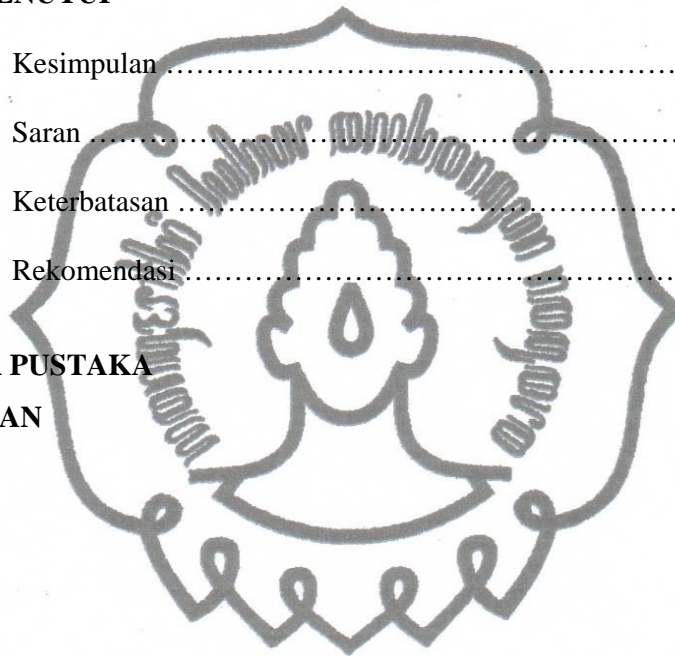 ENUTUP
Kesimpulan ……………………………………………
Saran ……………………………………………………
Keterbatasan ……………………………………………
Rekomendasi ……………………………………………
PUSTAKA
AN